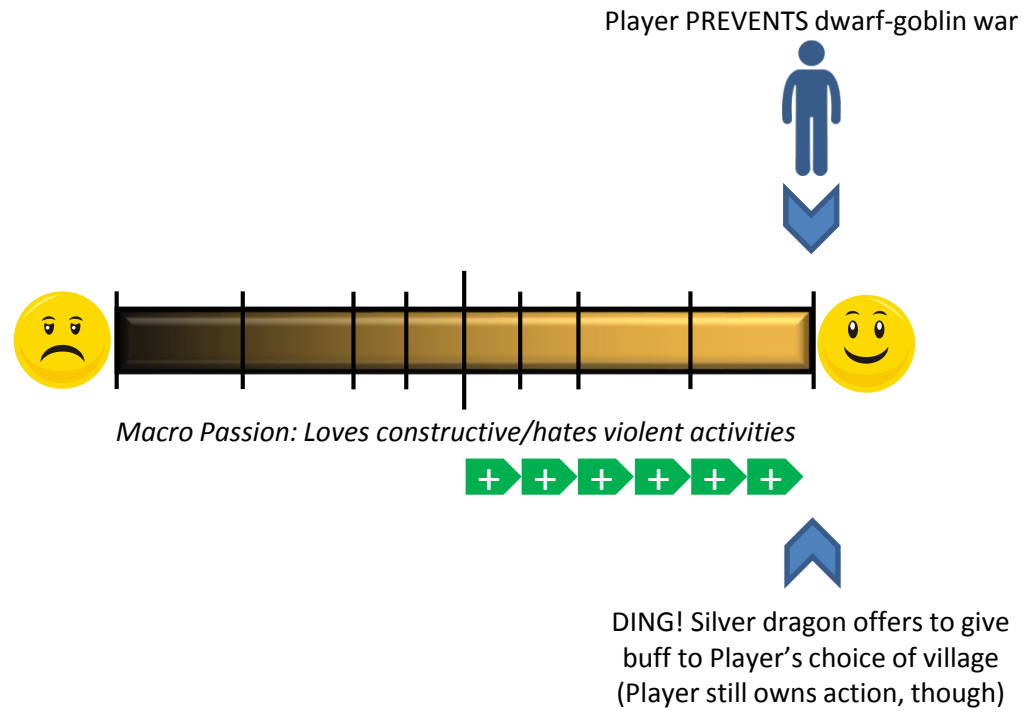 Player PREVENTS dwarf-goblin war
Macro Passion: Loves constructive/hates violent activities
+ + + + + +
DING! Silver dragon offers to give
buff to Player’s choice of village
(Player still owns action, though)